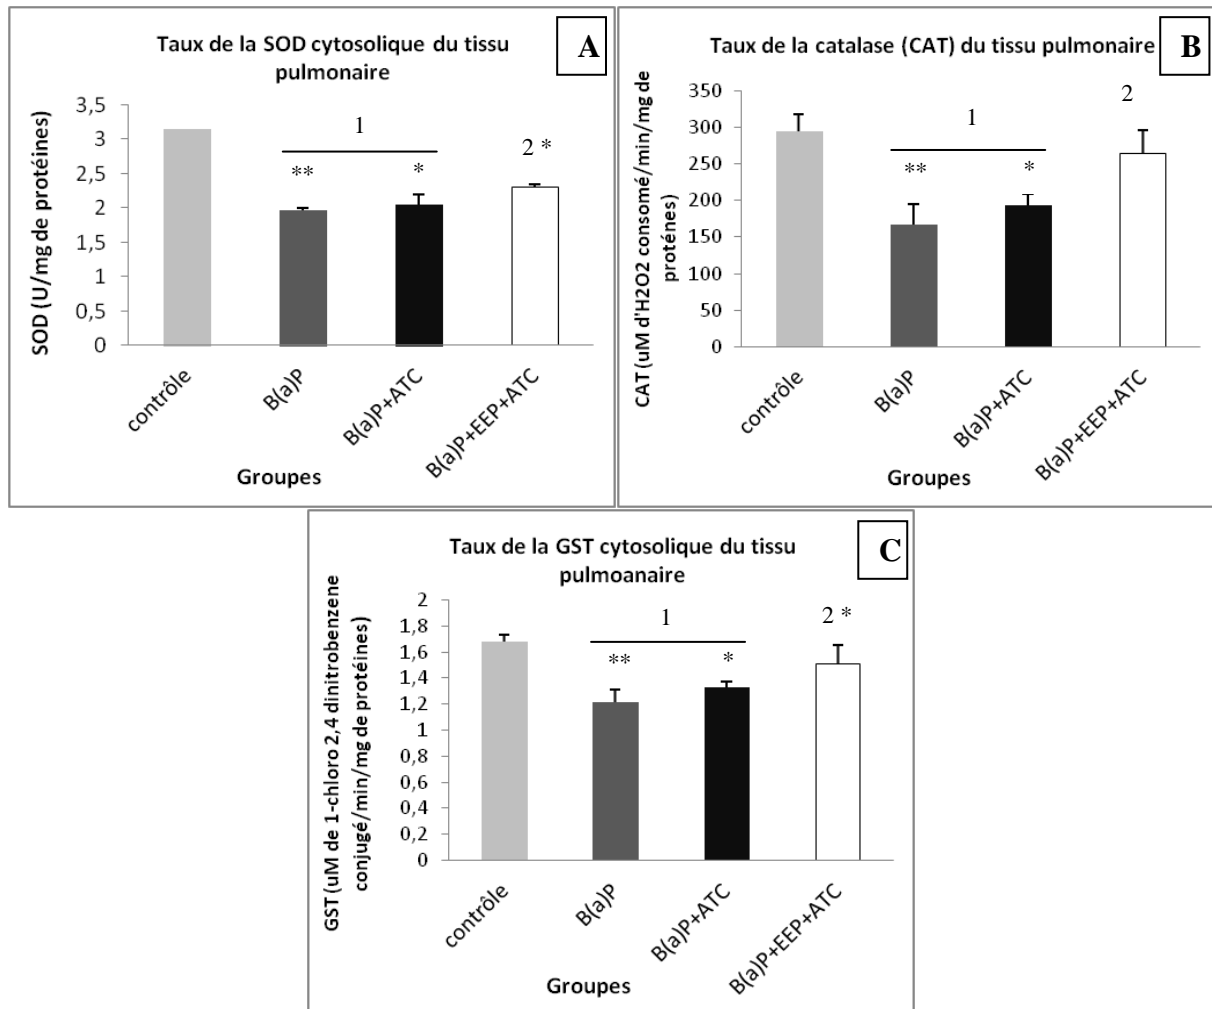 Taux de la SOD cytosolique du tissu
pulmonaire
A
SOD (U/mg de protéines)
3,5
3
2,5
2
1,5
1
0,5
0
1
**
*
2 *
contrôle
B(a)P
B(a)P+ATC
B(a)P+EEP+ATC
Groupes
Taux de la catalase (CAT) du tissu pulmonaire
B
CAT (uM d'H2O2 consomé/min/mg de
proténes)
350
300
250
200
150
100
50
0
1
**
*
2
contrôle
B(a)P
B(a)P+ATC
B(a)P+EEP+ATC
Groupes
Taux de la GST cytosolique du tissu
pulmoanaire
C
GST (uM de 1-chloro 2,4 dinitrobenzene
conjugé/min/mg de protéines)
2
1,8
1,6
1,4
1,2
1
0,8
0,6
0,4
0,2
0
1
**
*
2 *
contrôle
B(a)P
B(a)P+ATC
B(a)P+EEP+ATC
Groupes